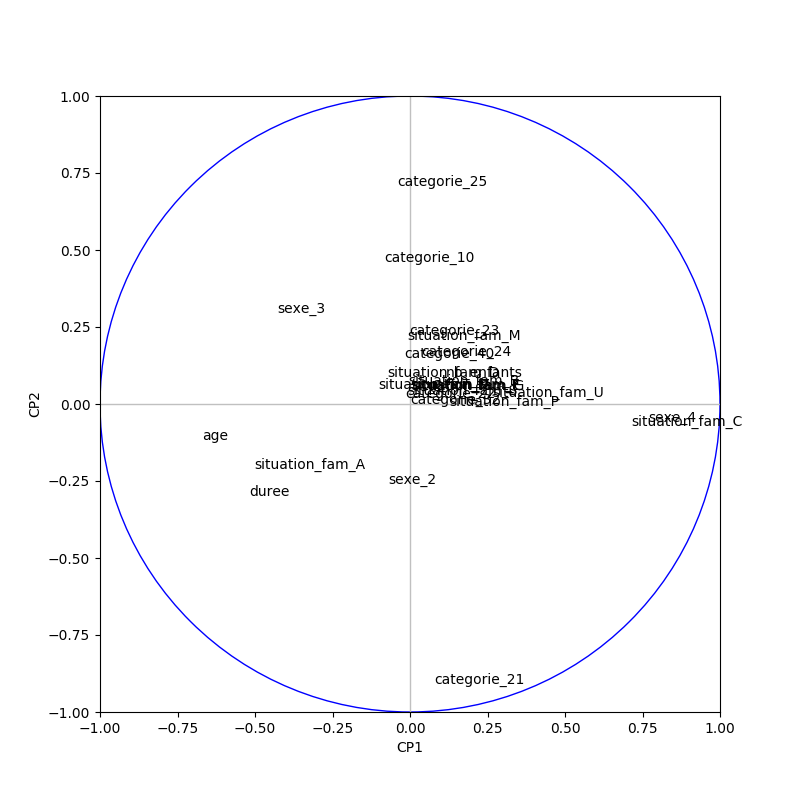 1.00
categorie_25
0.75
0.50
categorie_10
sexe_3
0.25
categorie_23
situation_fam_M
categorie_24
categorie_40
situation_fam_U
0.00
situation_fam_P
sexe_4
situation_fam_C
CP2
age
situation_fam_A
−0.25
sexe_2
duree
−0.50
−0.75
categorie_21
−1.00
−1.00 −0.75 −0.50 −0.25 0.00 0.25 0.50 0.75 1.00
CP1